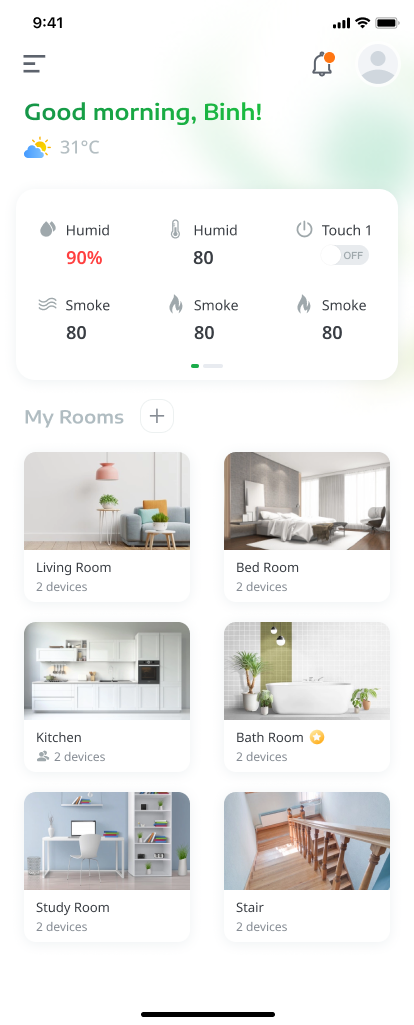 9:41
Good morning, Binh!
31°C
Humid
Humid
Touch 1
90%
80
OFF
Smoke
Smoke
Smoke
80
80
80
My Rooms
Living Room
Bed Room
2 devices
2 devices
Kitchen
Bath Room
2 devices
2 devices
Study Room
Stair
2 devices
2 devices